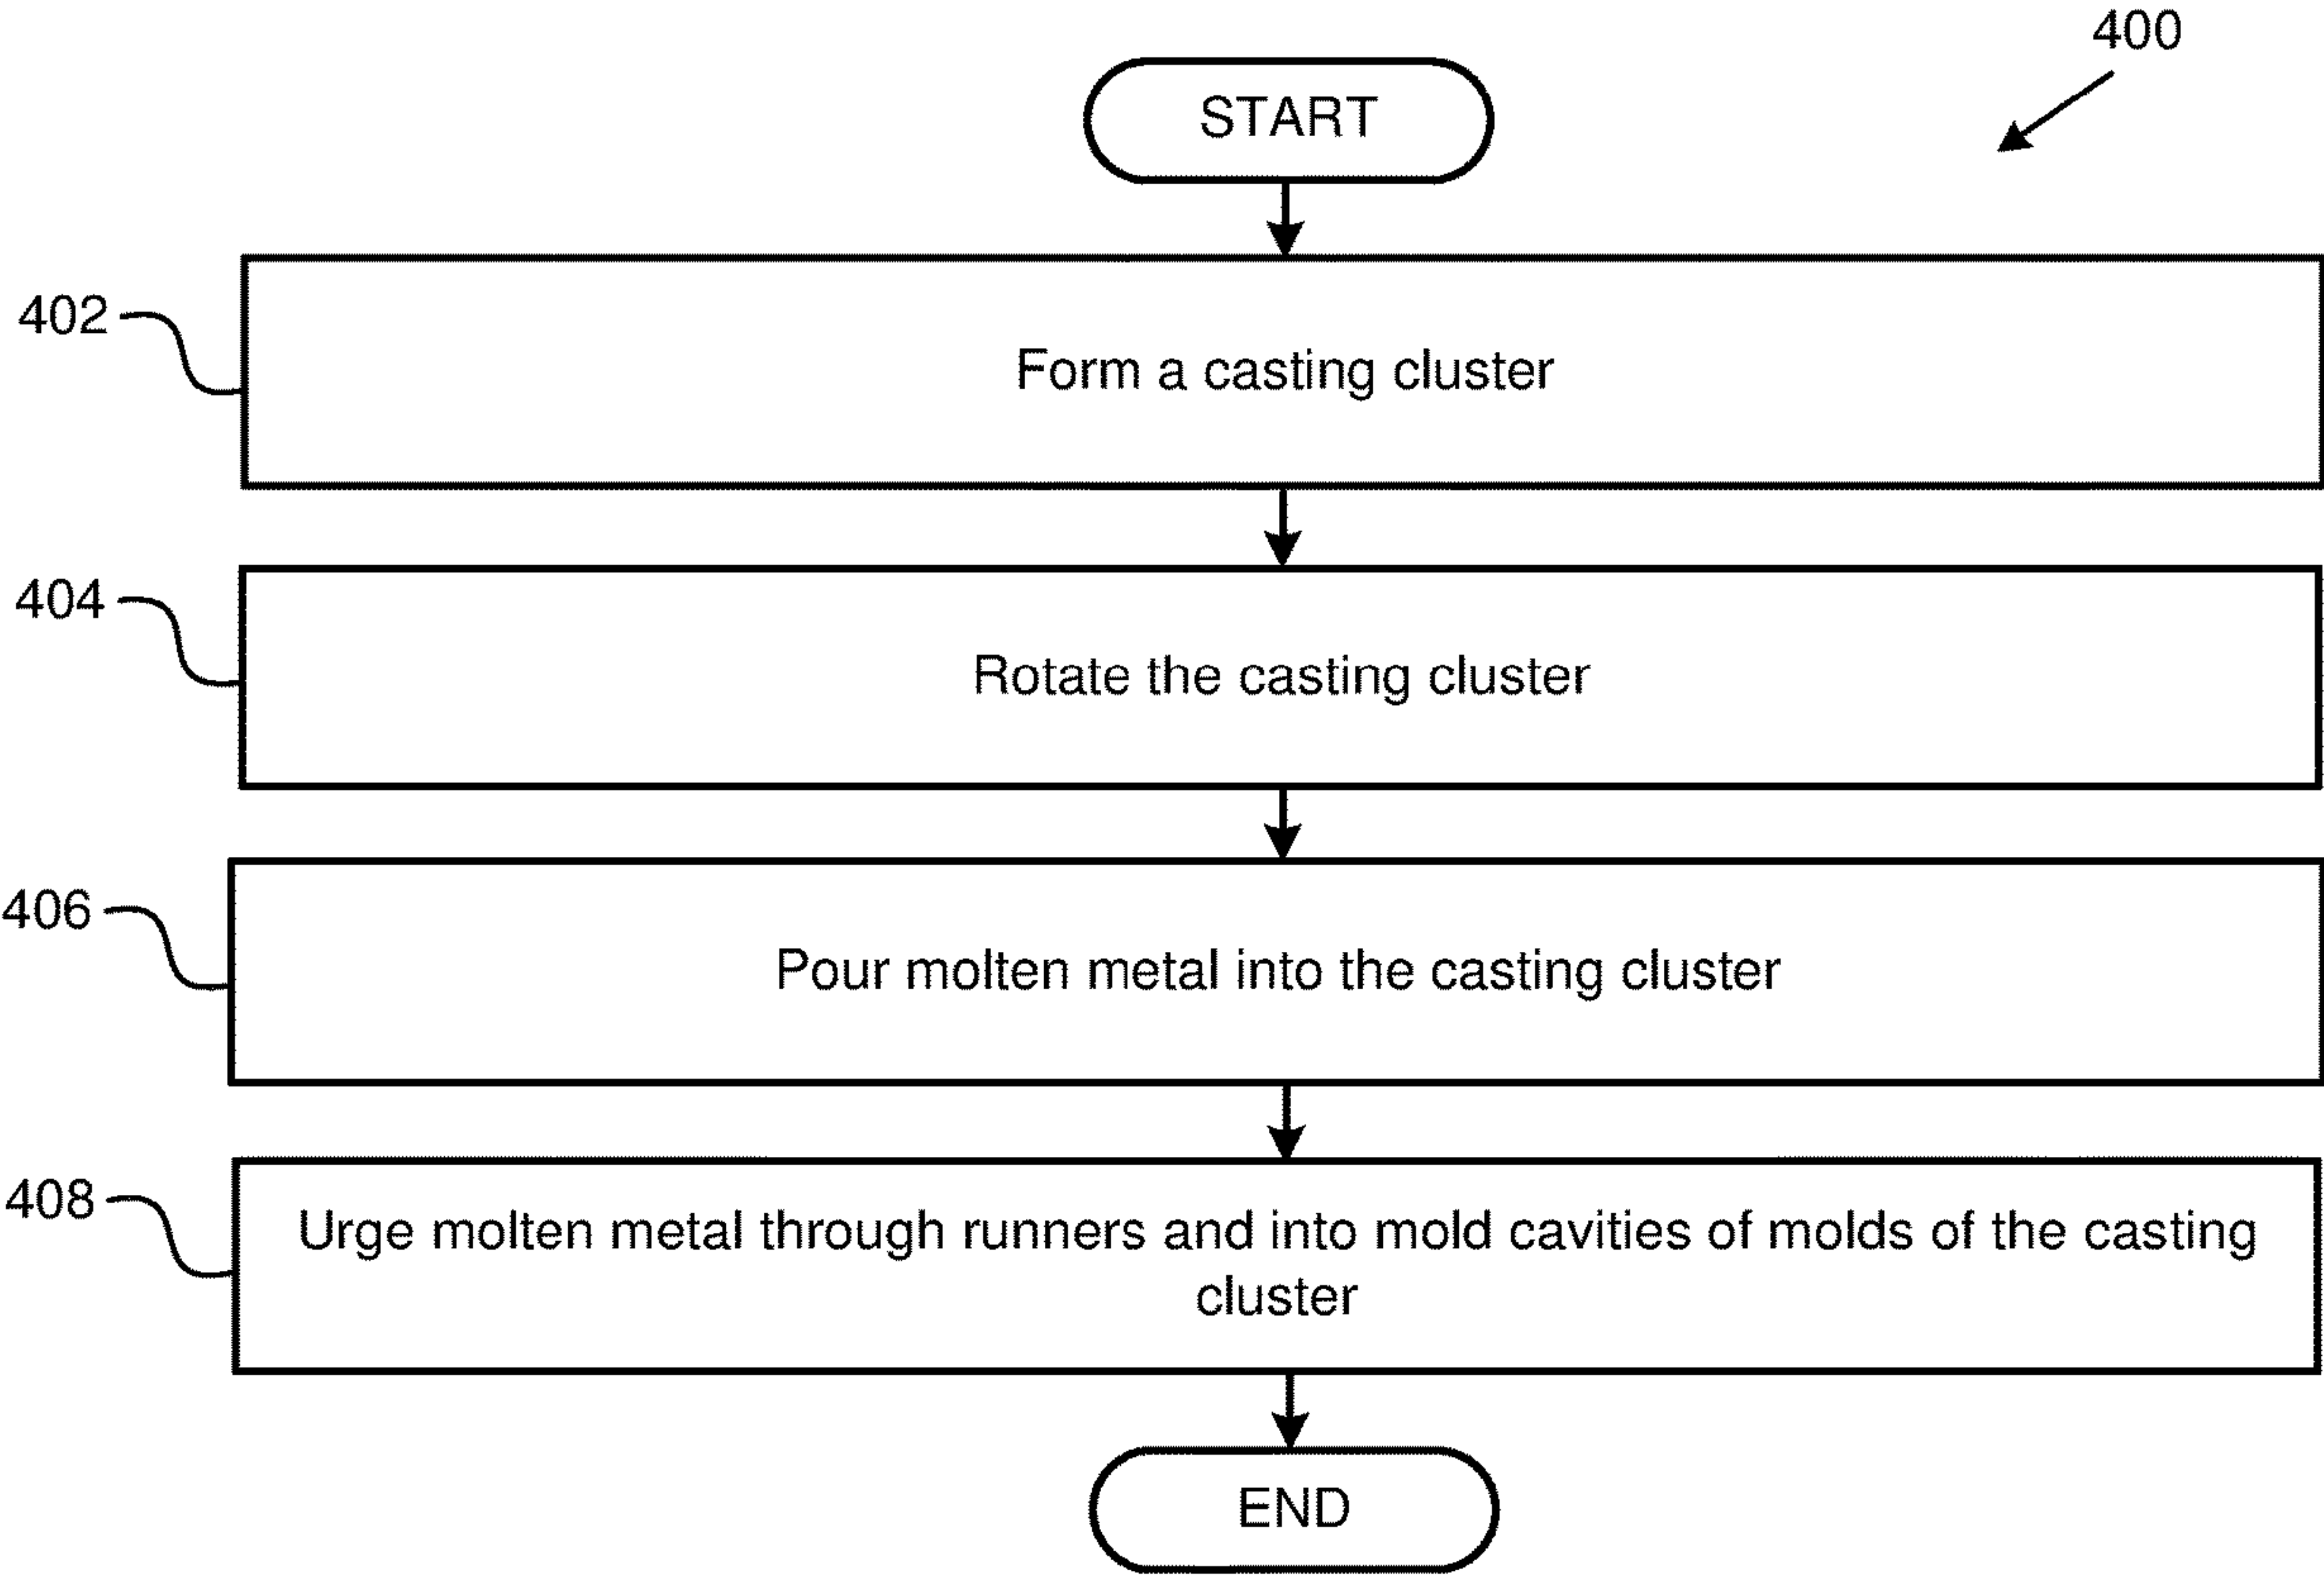 400
START
402
Form a casting cluster
404
Rotate the casting cluster
406
Pour molten metal into the casting cluster
408
Urge molten metal through runners and into mold cavities of molds of the casting
cluster
END